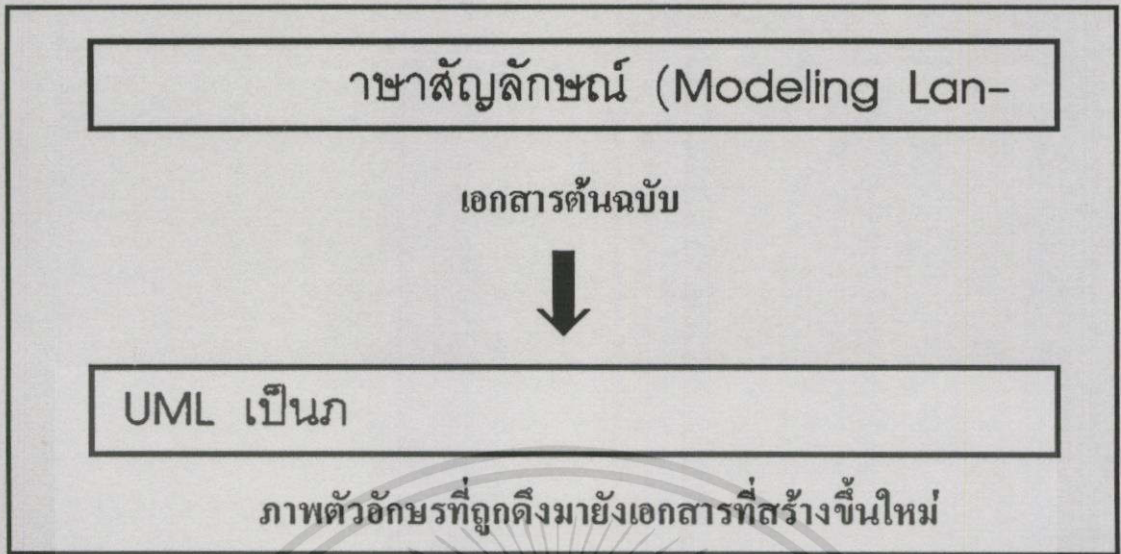 าษาสัญลักษณ์ (Modeling Lan-
เอกสารต้นฉบับ
UML เป็นภ
ภาพตัวอักษรที่ถูกดึงมายังเอกสารที่สร้างขึ้นใหม่